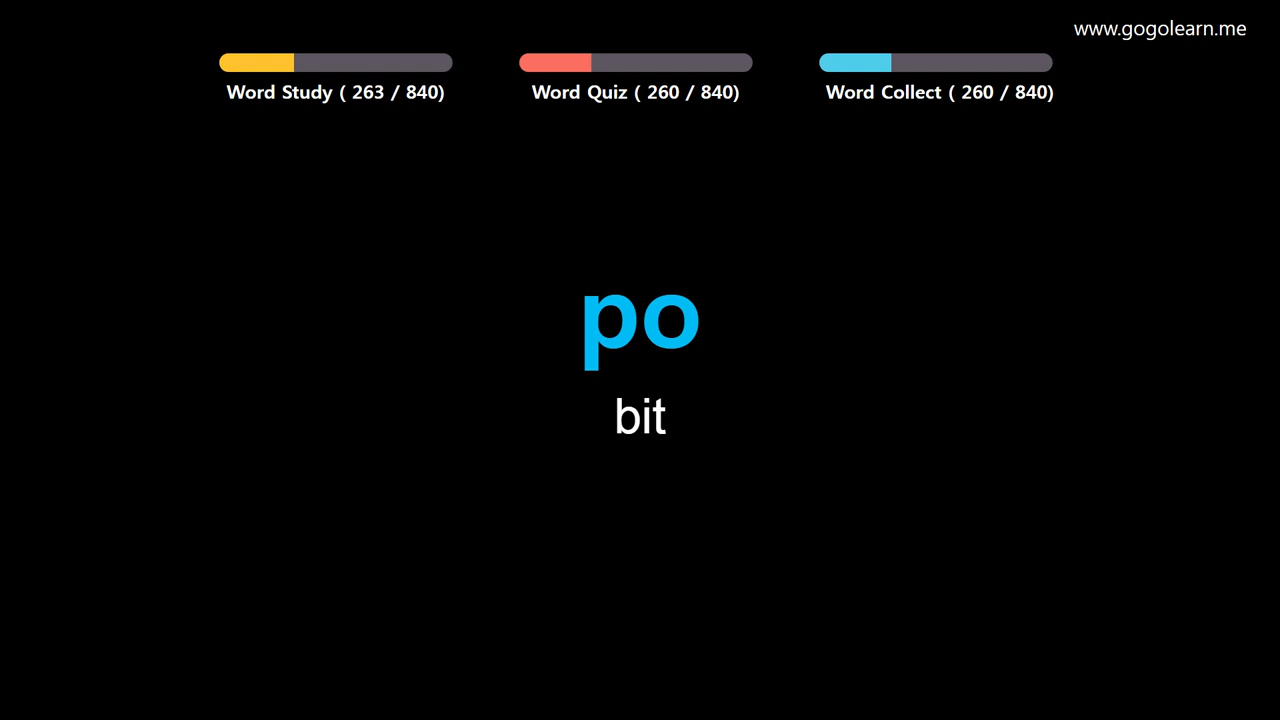 www.gogolearn.me
Word Study ( 263 / 840)
Word Quiz ( 260 / 840)
Word Collect ( 260 / 840)
po
bit